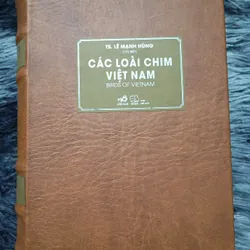 TS. LÊ MẠNH HÙNG
CÁC LOÀI CHIM
VIỆT NAM
BIRDS OF VIETNAM